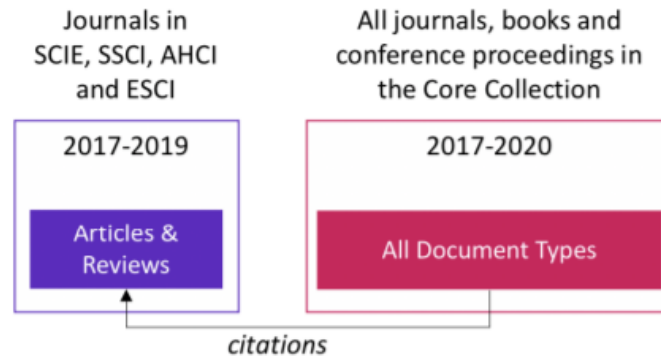 Journals in
SCIE, SSCI, AHCI
and ESCI
2017-2019
Articles &
Reviews
All journals, books and
conference proceedings in
the Core Collection
2017-2020
All Document Types
citations